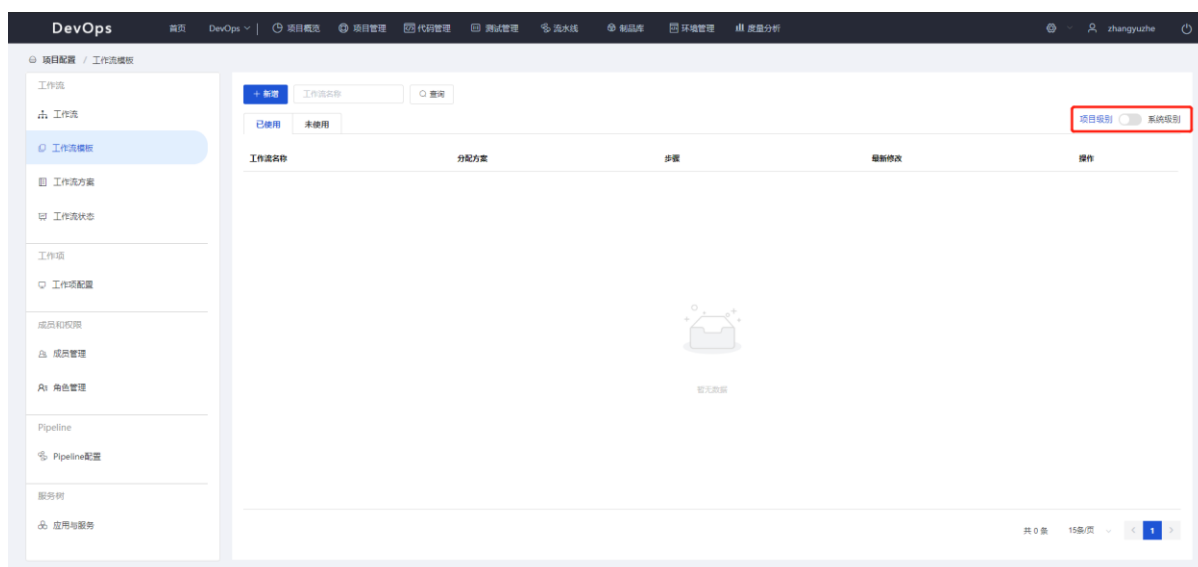 DevOps 首页 DevOps 项目概览 项目管理 代码管理 测试管理 流水线 制品库 环境管理 度量分析 zhangyuzhe
项目配置 / 工作流模板
工作流
工作流
工作流模板
工作流方案
工作流状态
工作项
工作项配置
成员和权限
成员管理
角色管理
Pipeline
Pipeline配置
服务树
应用与服务
+ 新增 工作流名称 查询
已使用 未使用 项目级别 系统级别
工作流名称 分配方案 步骤 最新修改 操作
暂无数据
共 0 条 15条/页 < 1 >